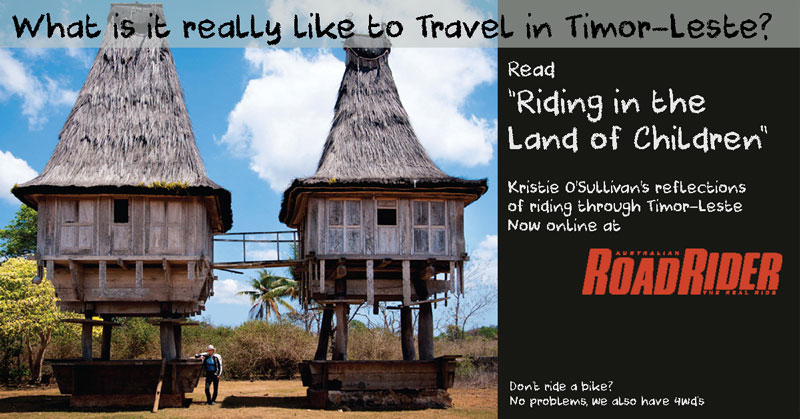 What is it really like to Travel in Timor-Leste?
Read
"Riding in the
Land of Children"
Kristie O'Sullivan's reflections
of riding through Timor-Leste
Now online at
AUSTRALIAN
ROADRIDER
THE REAL RIDE
Don't ride a bike?
No problems, we also have 4wd's